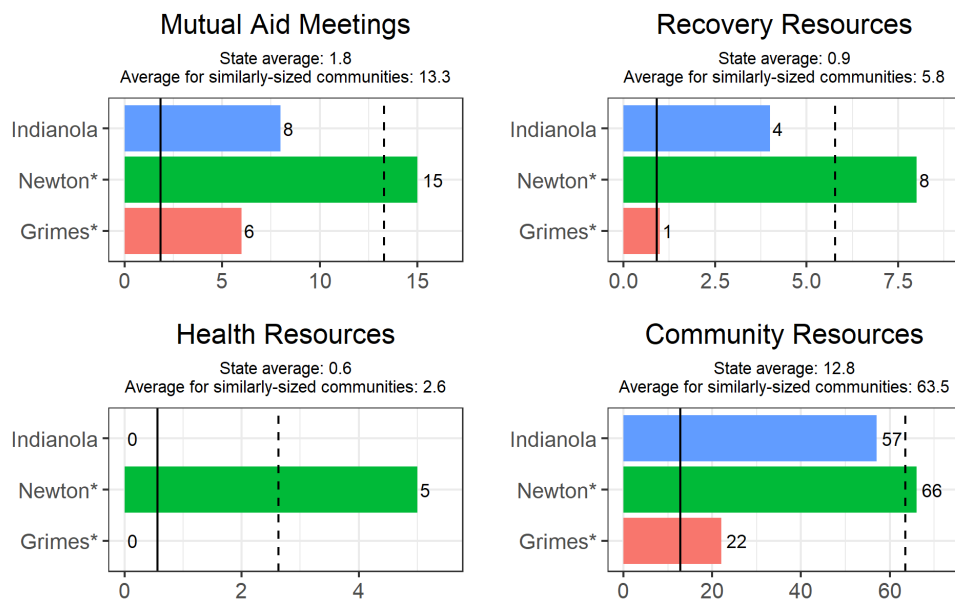 Mutual Aid Meetings
State average: 1.8
Average for similarly-sized communities: 13.3
Indianola
8
Newton*
15
Grimes*
6
0 5 10 15
Recovery Resources
State average: 0.9
Average for similarly-sized communities: 5.8
Indianola
4
Newton*
8
Grimes*
1
0.0 2.5 5.0 7.5
Health Resources
State average: 0.6
Average for similarly-sized communities: 2.6
Indianola
0
Newton*
5
Grimes*
0
0 2 4
Community Resources
State average: 12.8
Average for similarly-sized communities: 63.5
Indianola
57
Newton*
66
Grimes*
22
0 20 40 60